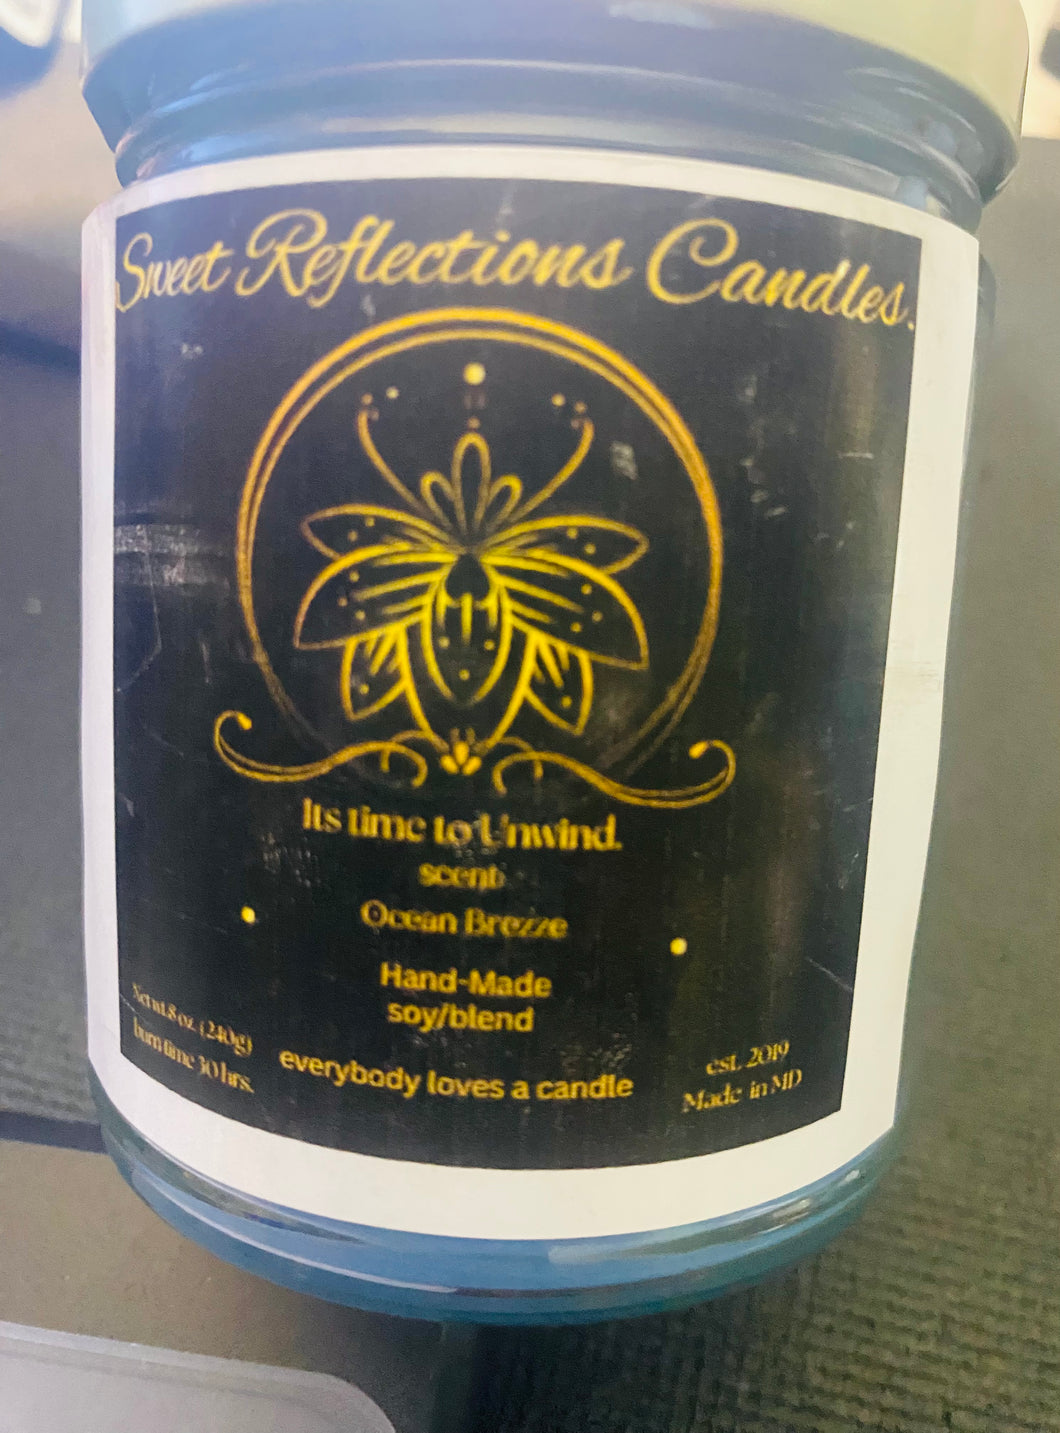 Sweet Reflections Candles.
Its time to Unwind.
scent:
Ocean Brezze
Hand-Made
soy/blend
everybody loves a candle
Net wt.8 oz. (240g)
burn time 30 hrs.
est. 2019
Made in MD